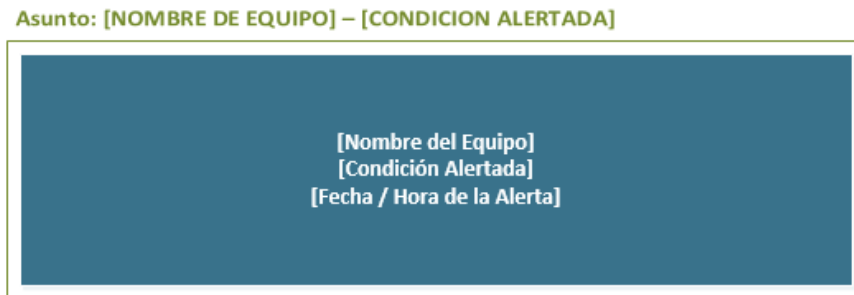 Asunto: [NOMBRE DE EQUIPO] – [CONDICION ALERTADA]
[Nombre del Equipo]
[Condición Alertada]
[Fecha / Hora de la Alerta]